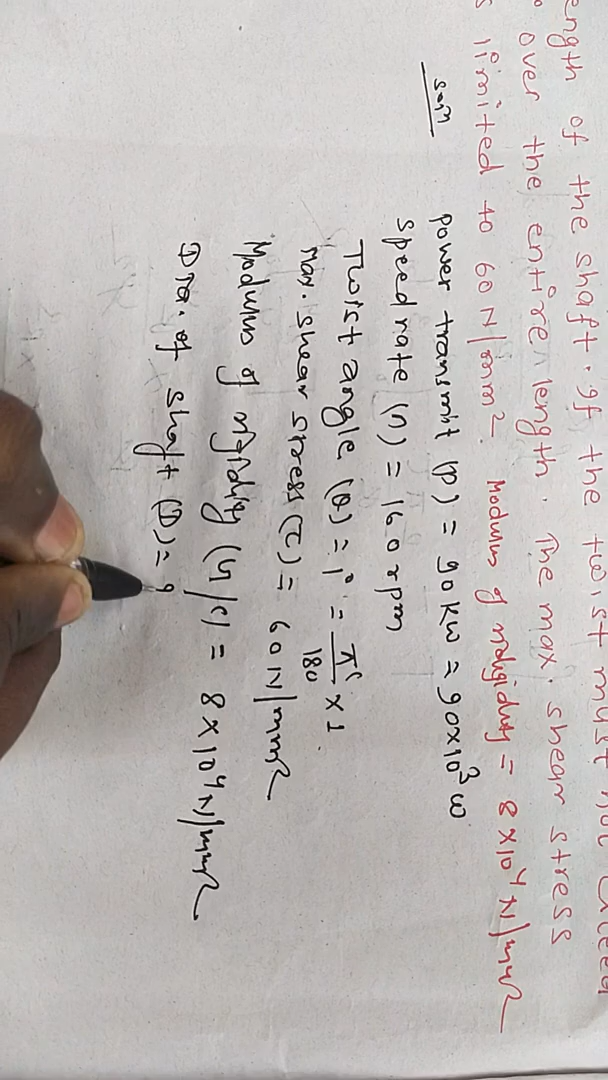 ength of the shaft. If the twist must not exceed
over the entire length. The max. shear stress
s limited to 60 N/mm². Modulus of rigidity = 8×10⁴ N/mm²
Soln
power transmit (P) = 90 kW = 90×10³ W
speed rate (n) = 160 rpm
Twist angle (θ) = 1° = π/180 × 1
max. shear stress (τ) = 60 N/mm²
Modulus of rigidity (G/C) = 8×10⁴ N/mm²
Dia. of shaft (D) = ?